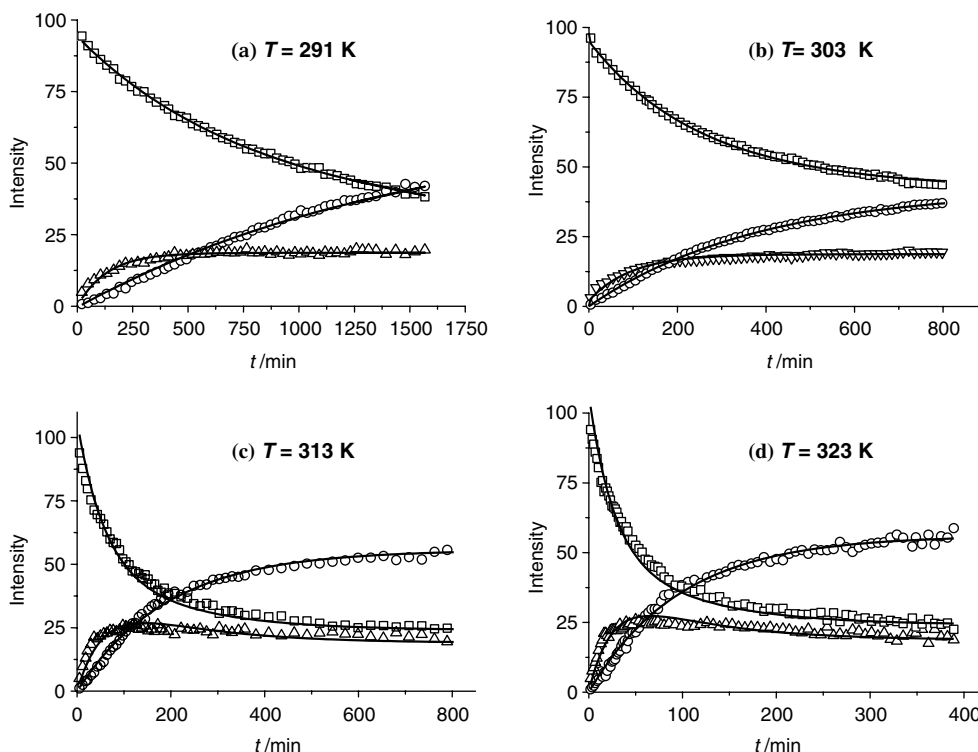 (a) T = 291 K
Intensity
100
75
50
25
0
0 250 500 750 1000 1250 1500 1750
t /min
(b) T= 303 K
Intensity
100
75
50
25
0
0 200 400 600 800
t /min
(c) T = 313 K
Intensity
100
75
50
25
0
0 200 400 600 800
t /min
(d) T = 323 K
Intensity
100
75
50
25
0
0 100 200 300 400
t /min